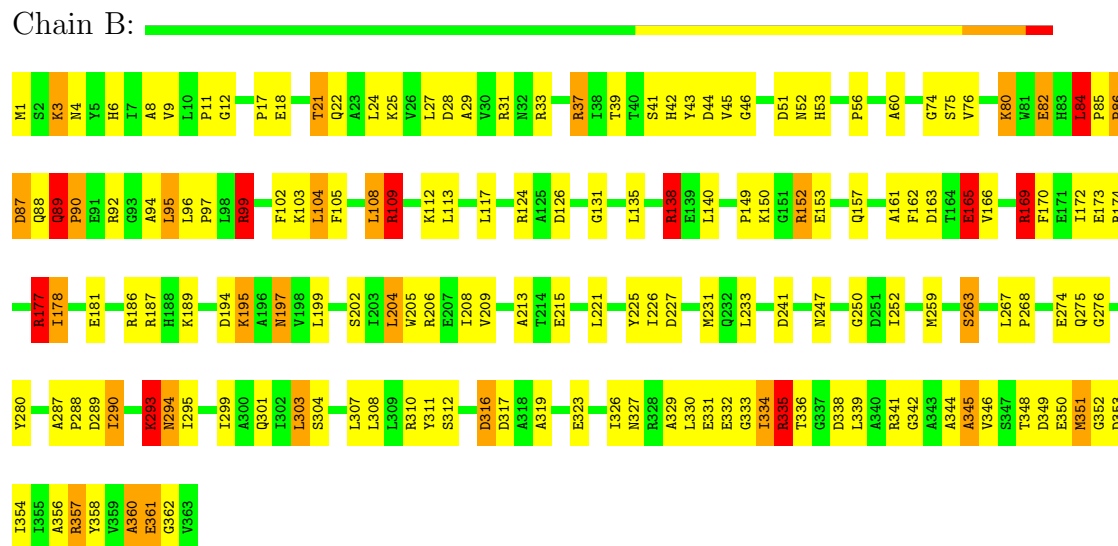 Chain B:
M1 S2 K3 N4 Y5 H6 I7 A8 V9 L10 P11 G12 P17 E18 T21 Q22 A23 L24 K25 V26 L27 D28 A29 V30 R31 N32 R33 R37 I38 T39 T40 S41 H42 Y43 D44 V45 G46 D51 N52 H53 P56 A60 G74 S75 V76 K80 W81 E82 H83 L84 P85
D87 Q88 Q89 P90 E91 R92 G93 A94 L95 L96 P97 L98 R99 F102 K103 L104 F105 L108 R109 K112 L113 L117 R124 A125 D126 G131 L135 R138 E139 L140 P149 K150 G151 R152 E153 Q157 A161 F162 D163 T164 E165 V166 R169 F170 E171 I172 E173
R177 I178 E181 R186 R187 H188 K189 D194 K195 A196 N197 V198 L199 S202 I203 L204 W205 R206 E207 I208 V209 A213 T214 E215 L221 Y225 I226 D227 M231 Q232 L233 D241 N247 G250 D251 I252 M259 S263 L267 P268 E274 Q275 G276
Y280 A287 P288 D289 I290 K293 N294 I295 I299 A300 Q301 I302 L303 S304 L307 L308 L309 R310 Y311 S312 D316 D317 A318 A319 E323 I326 N327 R328 A329 L330 E331 E332 G333 I334 R335 T336 G337 D338 L339 A340 R341 G342 A343 A344 A345 V346 S347 T348 D349 E350 M351 G352
I354 I355 A356 R357 Y358 V359 A360 E361 G362 V363